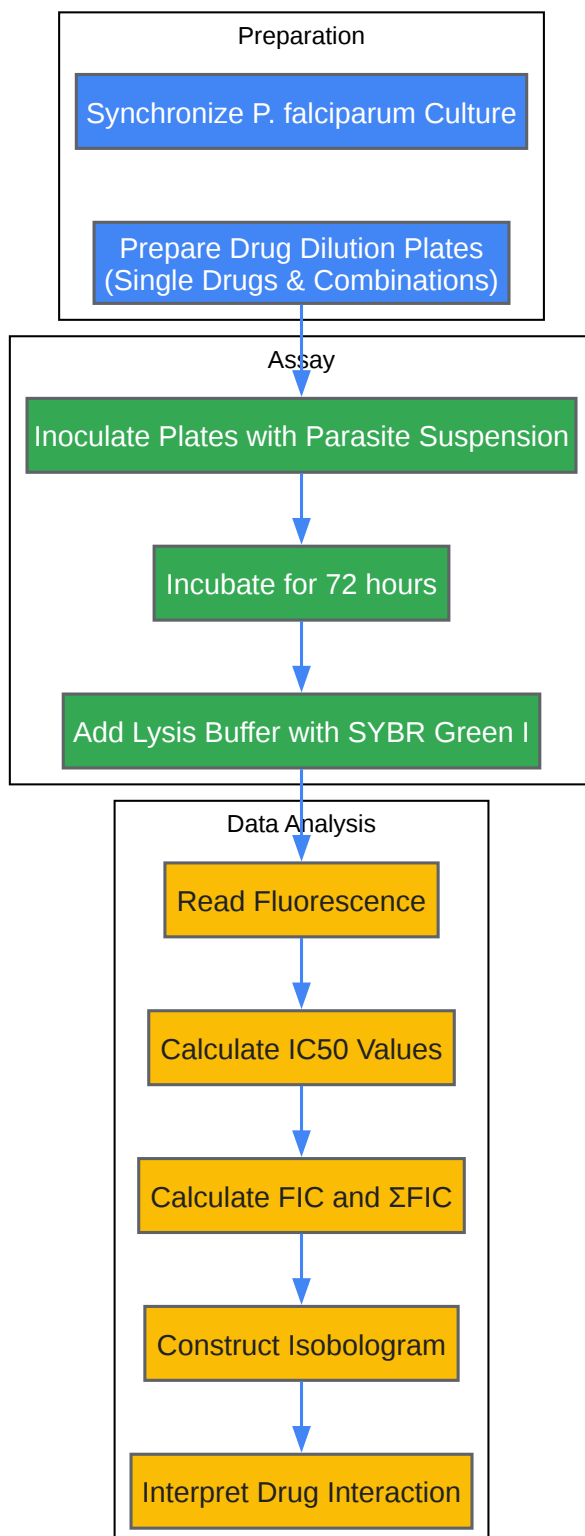 Preparation
Synchronize P. falciparum Culture
Prepare Drug Dilution Plates
(Single Drugs & Combinations)
Assay
Inoculate Plates with Parasite Suspension
Incubate for 72 hours
Add Lysis Buffer with SYBR Green I
Data Analysis
Read Fluorescence
Calculate IC50 Values
Calculate FIC and ΣFIC
Construct Isobologram
Interpret Drug Interaction